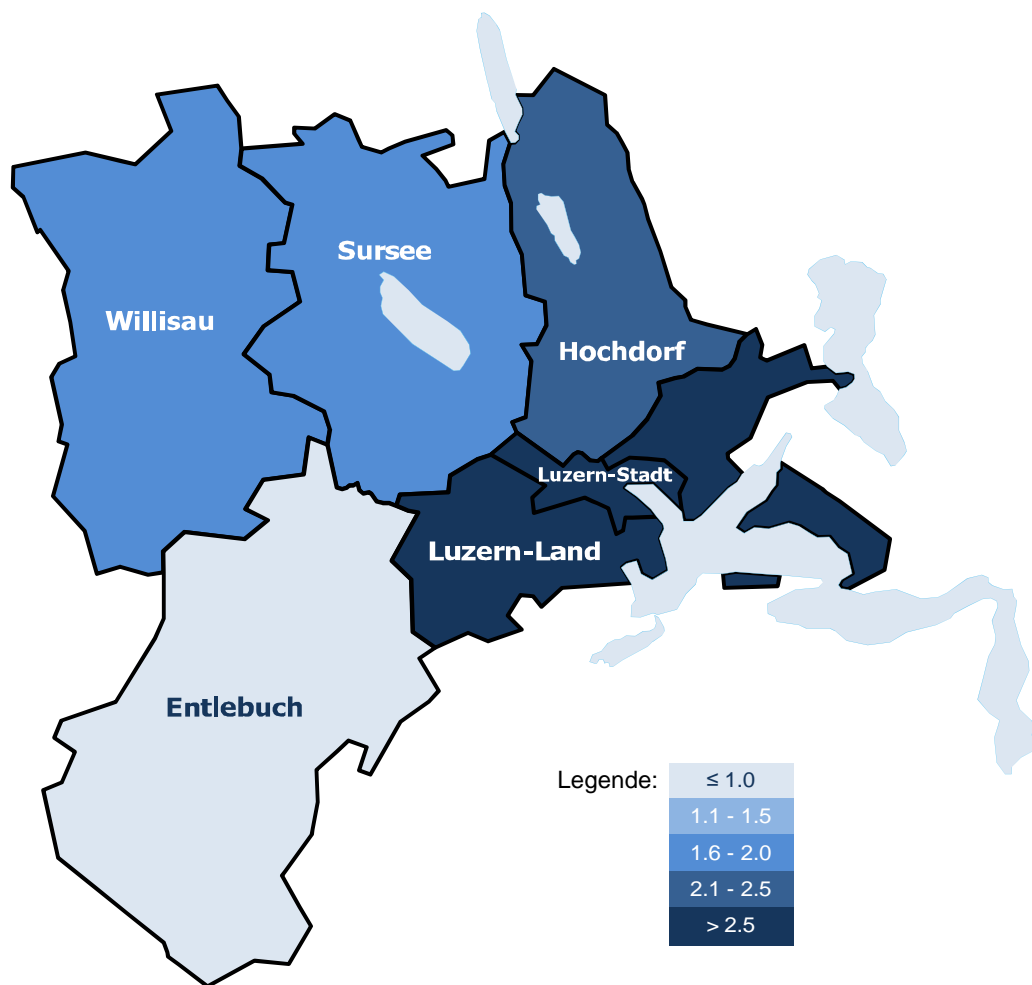 Sursee
Willisau
Hochdorf
Luzern-Stadt
Luzern-Land
Entlebuch
Legende:
≤ 1.0
1.1 - 1.5
1.6 - 2.0
2.1 - 2.5
> 2.5